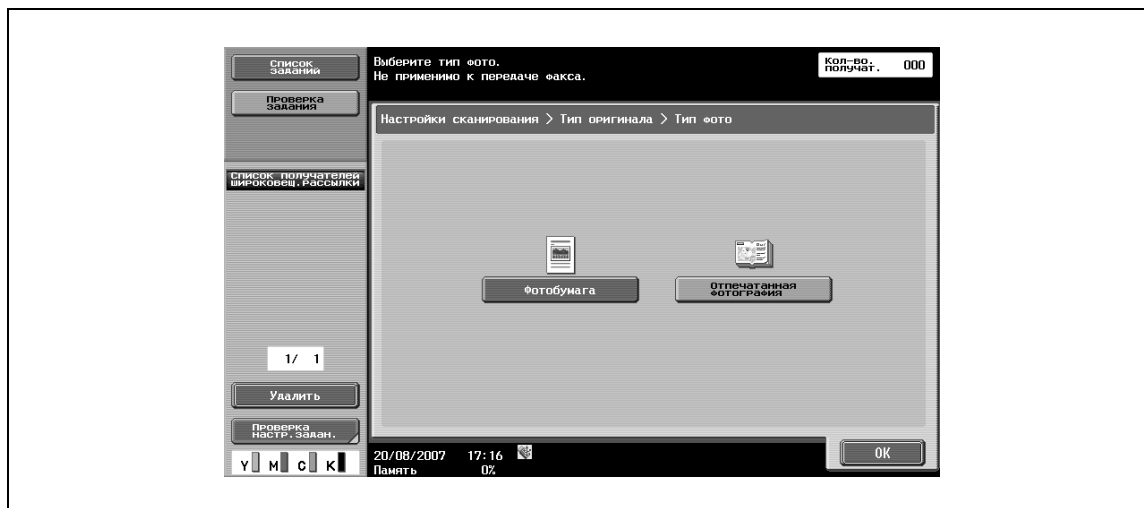 Список
заданий
Проверка
задания
Список получателей
широковещ.рассылки
1/ 1
Удалить
Проверка
настр.задан.
Y M C K
Выберите тип фото.
Не применимо к передаче факса.
Кол-во.
получат. 000
Настройки сканирования > Тип оригинала > Тип фото
Фотобумага
Отпечатанная
фотография
20/08/2007 17:16
Память 0%
OK